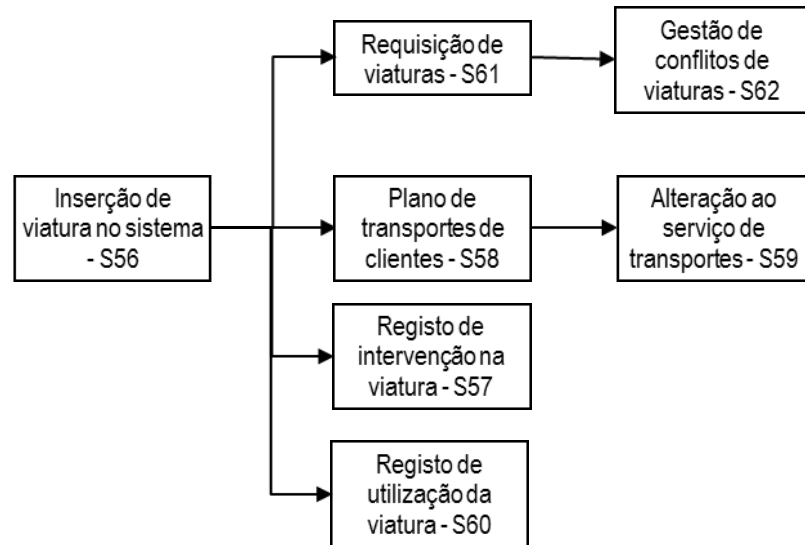 Requisição de
viaturas - S61
Gestão de
conflitos de
viaturas - S62
Inserção de
viatura no sistema
- S56
Plano de
transportes de
clientes - S58
Alteração ao
serviço de
transportes - S59
Registo de
intervenção na
viatura - S57
Registo de
utilização da
viatura - S60